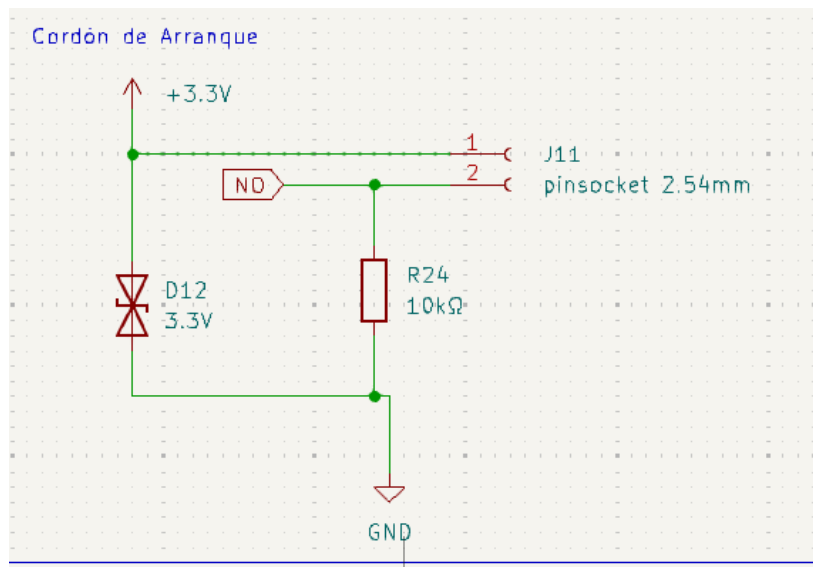 Cordón de Arranque
+3.3V
1
J11
NO
2
pinsocket 2.54mm
D12
3.3V
R24
10kΩ
GND